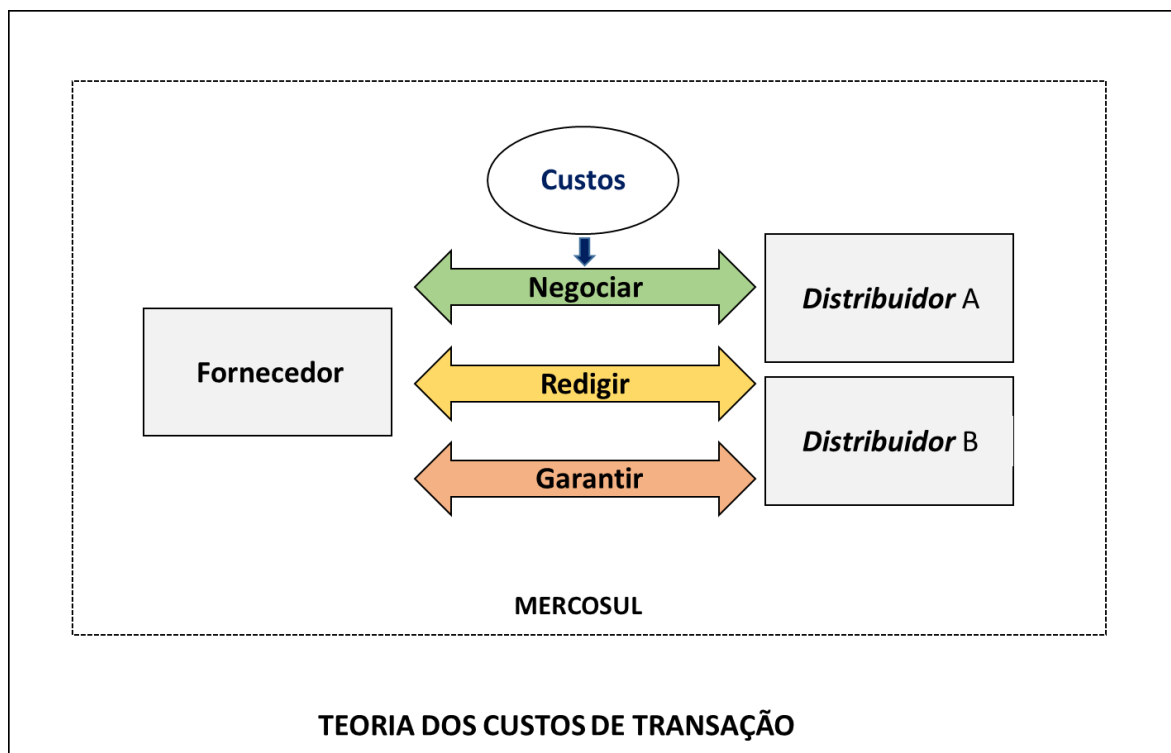 Custos
Negociar
Distribuidor A
Fornecedor
Redigir
Distribuidor B
Garantir
MERCOSUL
TEORIA DOS CUSTOS DE TRANSAÇÃO